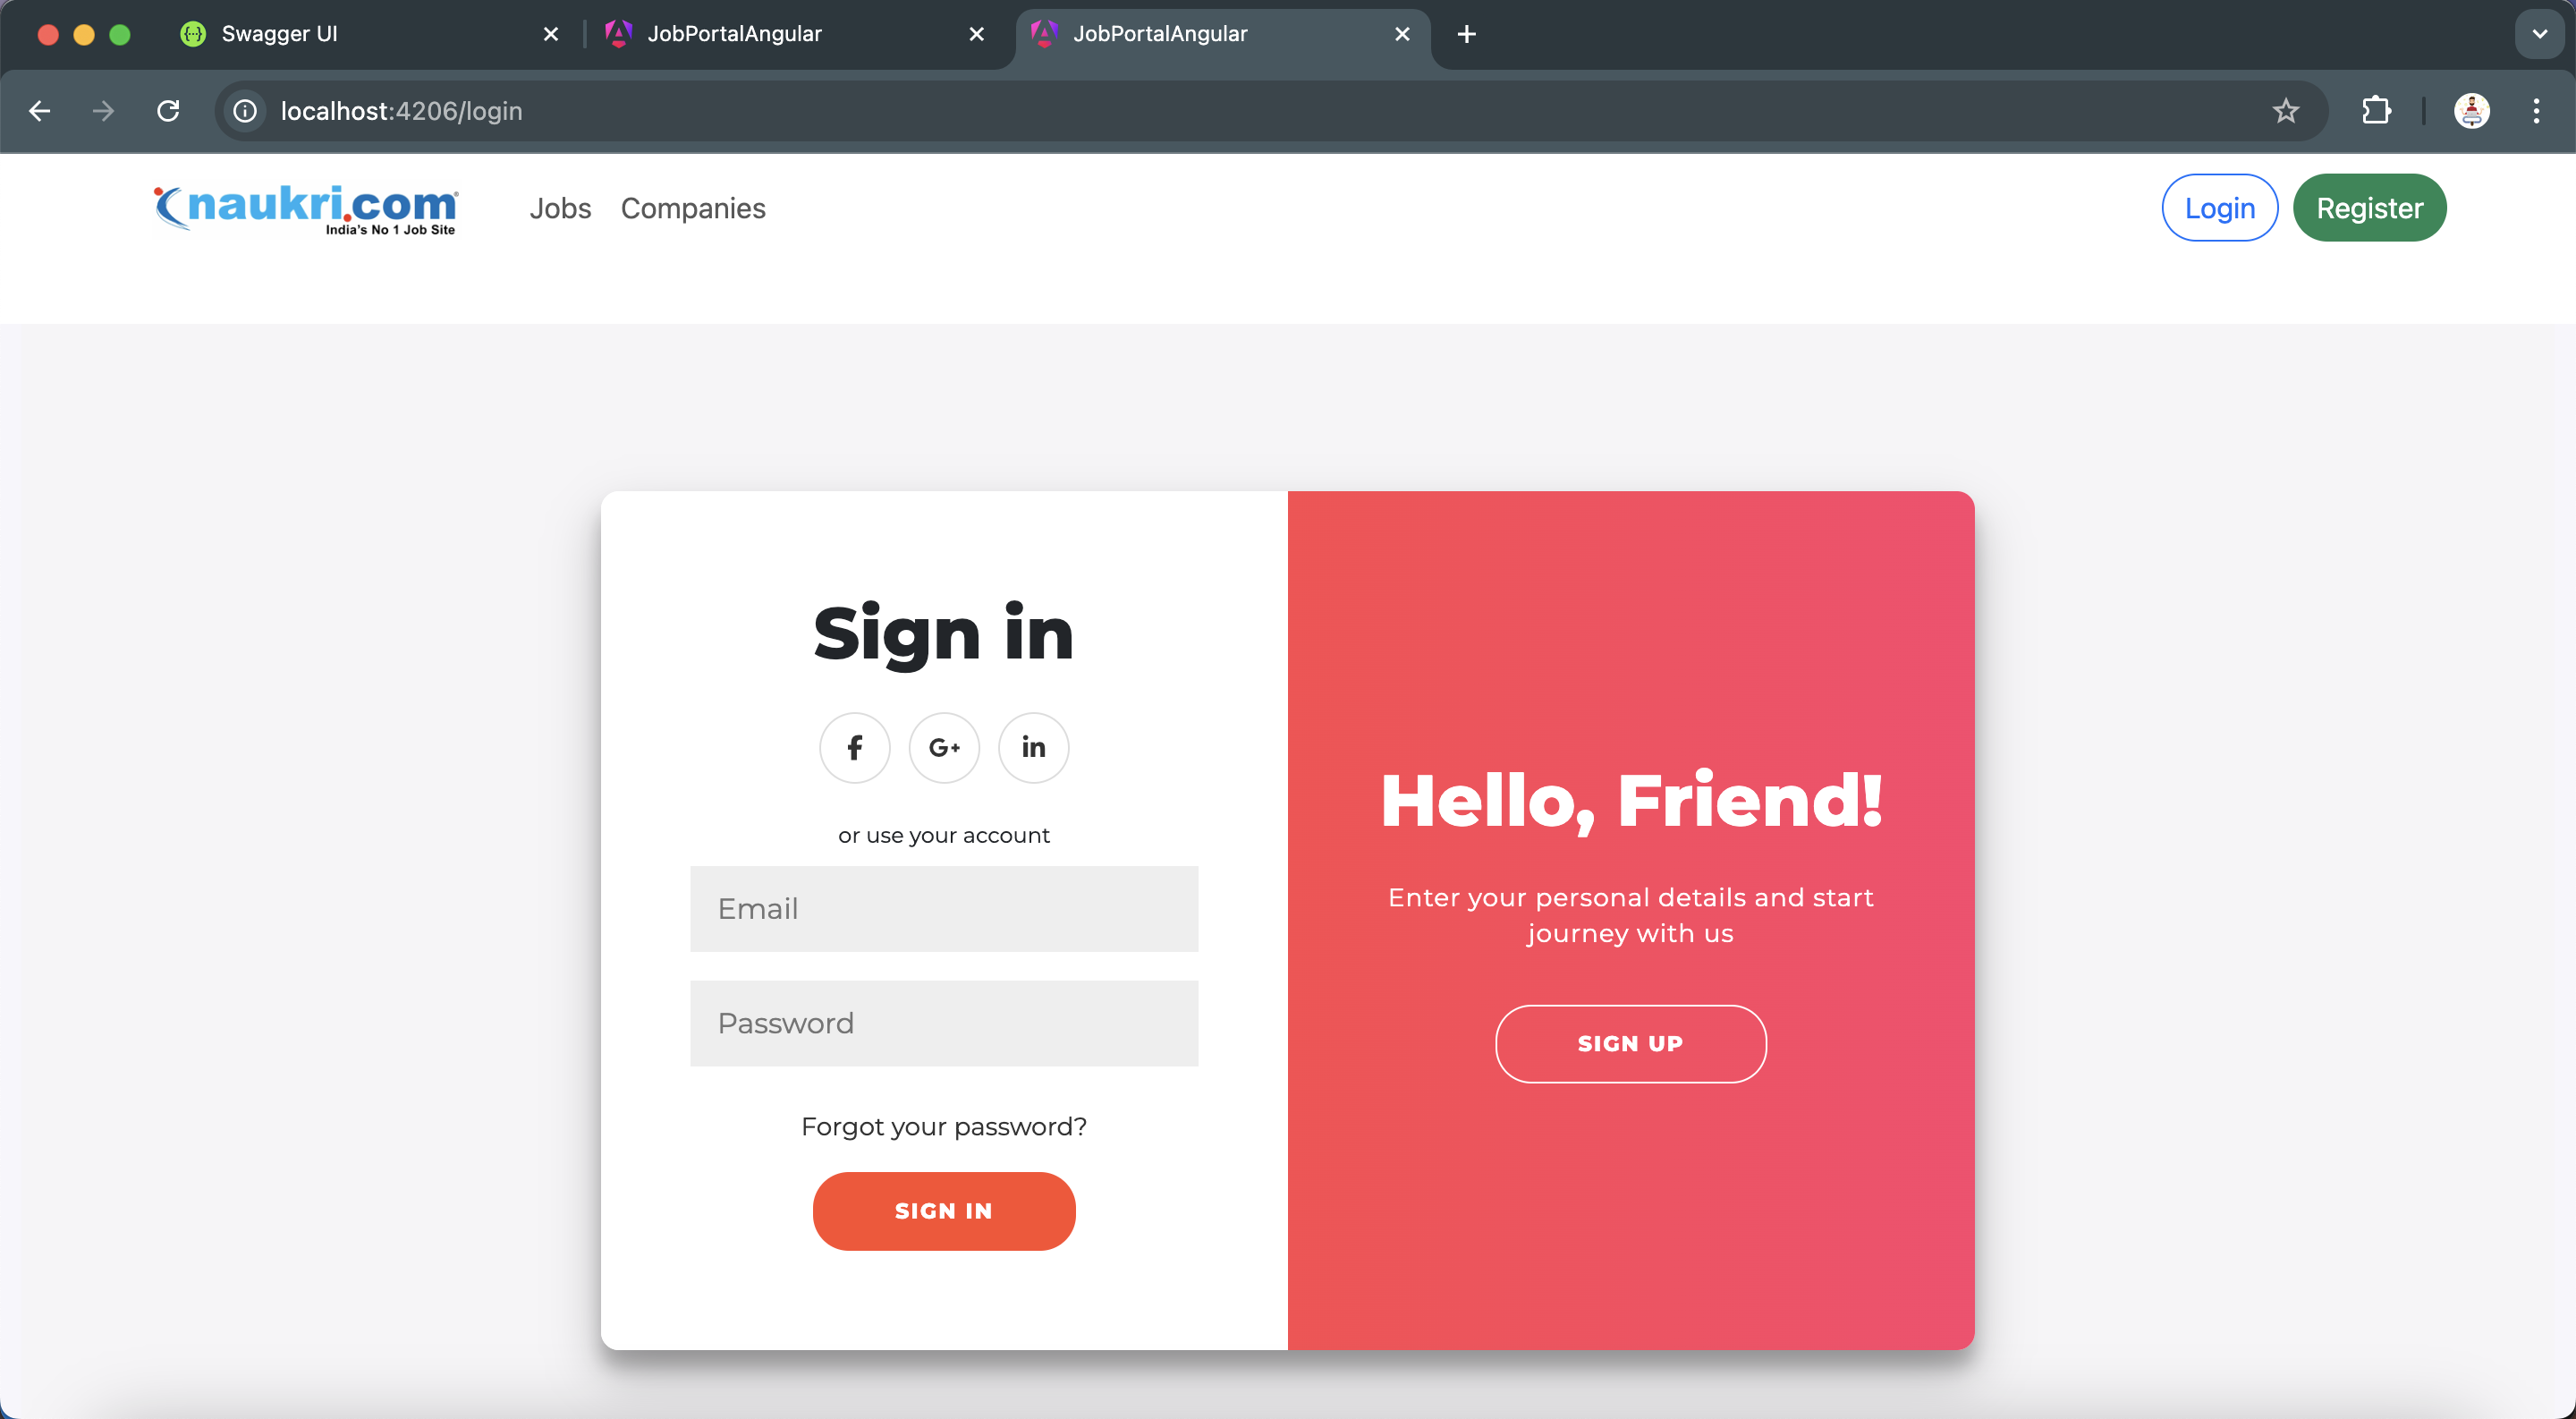 Swagger UI
JobPortalAngular
JobPortalAngular
localhost:4206/login
naukri.com
India's No 1 Job Site
Jobs
Companies
Login
Register
Sign in
f
G+
in
or use your account
Email
Password
Forgot your password?
SIGN IN
Hello, Friend!
Enter your personal details and start
journey with us
SIGN UP